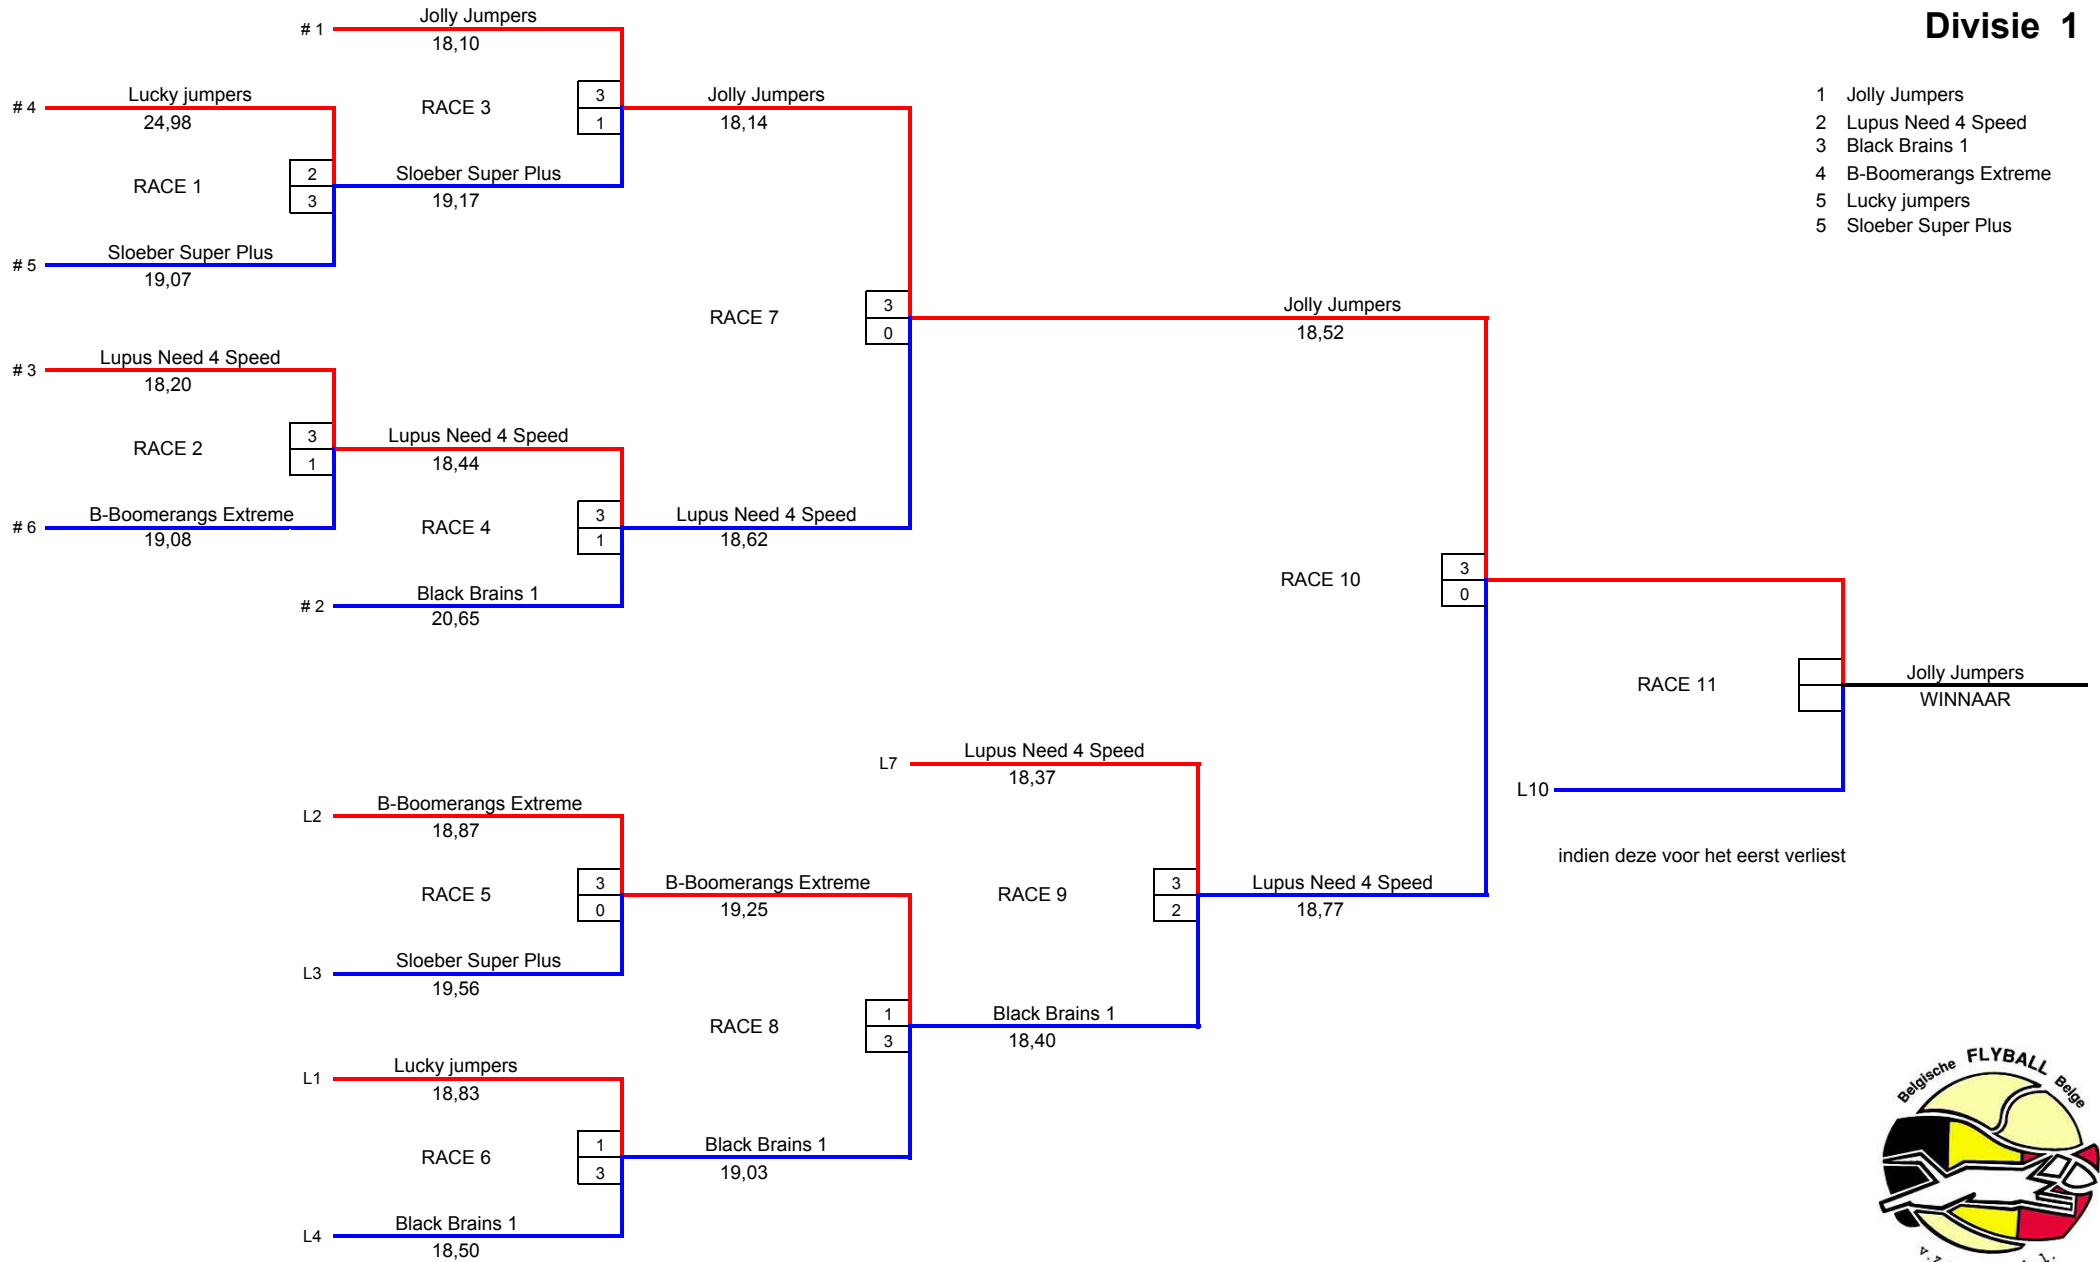 Divisie 1
1 Jolly Jumpers
2 Lupus Need 4 Speed
3 Black Brains 1
4 B-Boomerangs Extreme
5 Lucky jumpers
5 Sloeber Super Plus
# 1
Jolly Jumpers
18,10
# 4
Lucky jumpers
24,98
RACE 3
3
1
Jolly Jumpers
18,14
RACE 1
2
3
Sloeber Super Plus
19,17
# 5
Sloeber Super Plus
19,07
RACE 7
3
0
Jolly Jumpers
18,52
# 3
Lupus Need 4 Speed
18,20
RACE 2
3
1
Lupus Need 4 Speed
18,44
# 6
B-Boomerangs Extreme
19,08
RACE 4
3
1
Lupus Need 4 Speed
18,62
# 2
Black Brains 1
20,65
RACE 10
3
0
RACE 11
Jolly Jumpers
WINNAAR
L7
Lupus Need 4 Speed
18,37
L10
indien deze voor het eerst verliest
L2
B-Boomerangs Extreme
18,87
RACE 5
3
0
B-Boomerangs Extreme
19,25
RACE 9
3
2
Lupus Need 4 Speed
18,77
L3
Sloeber Super Plus
19,56
RACE 8
1
3
Black Brains 1
18,40
L1
Lucky jumpers
18,83
RACE 6
1
3
Black Brains 1
19,03
L4
Black Brains 1
18,50
Belgische FLYBALL Belge